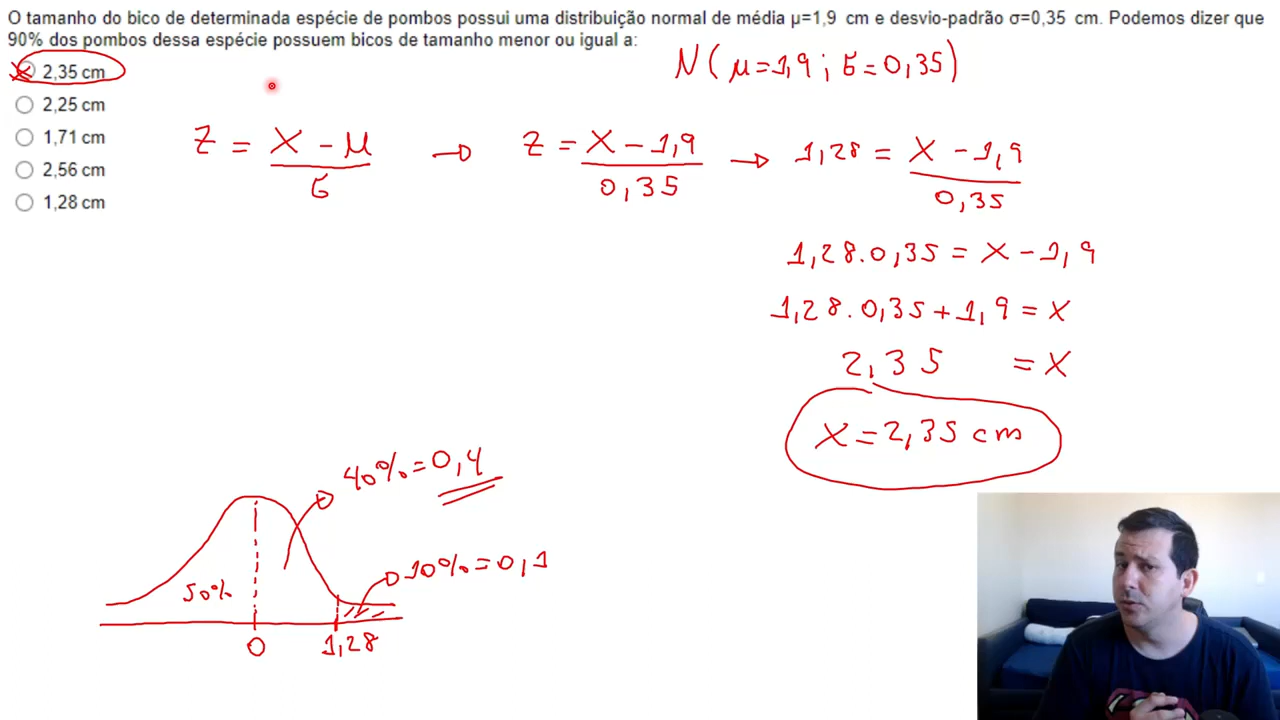 O tamanho do bico de determinada espécie de pombos possui uma distribuição normal de média μ=1,9 cm e desvio-padrão σ=0,35 cm. Podemos dizer que
90% dos pombos dessa espécie possuem bicos de tamanho menor ou igual a:
N(μ=1,9; σ=0,35)
2,35 cm
2,25 cm
1,71 cm
2,56 cm
1,28 cm
Z = X - μ / σ → Z = X - 1,9 / 0,35 → 1,28 = X - 1,9 / 0,35
1,28.0,35 = X - 1,9
1,28.0,35 + 1,9 = X
2,35 = X
X = 2,35 cm
40% = 0,4
10% = 0,1
50%
0 1,28